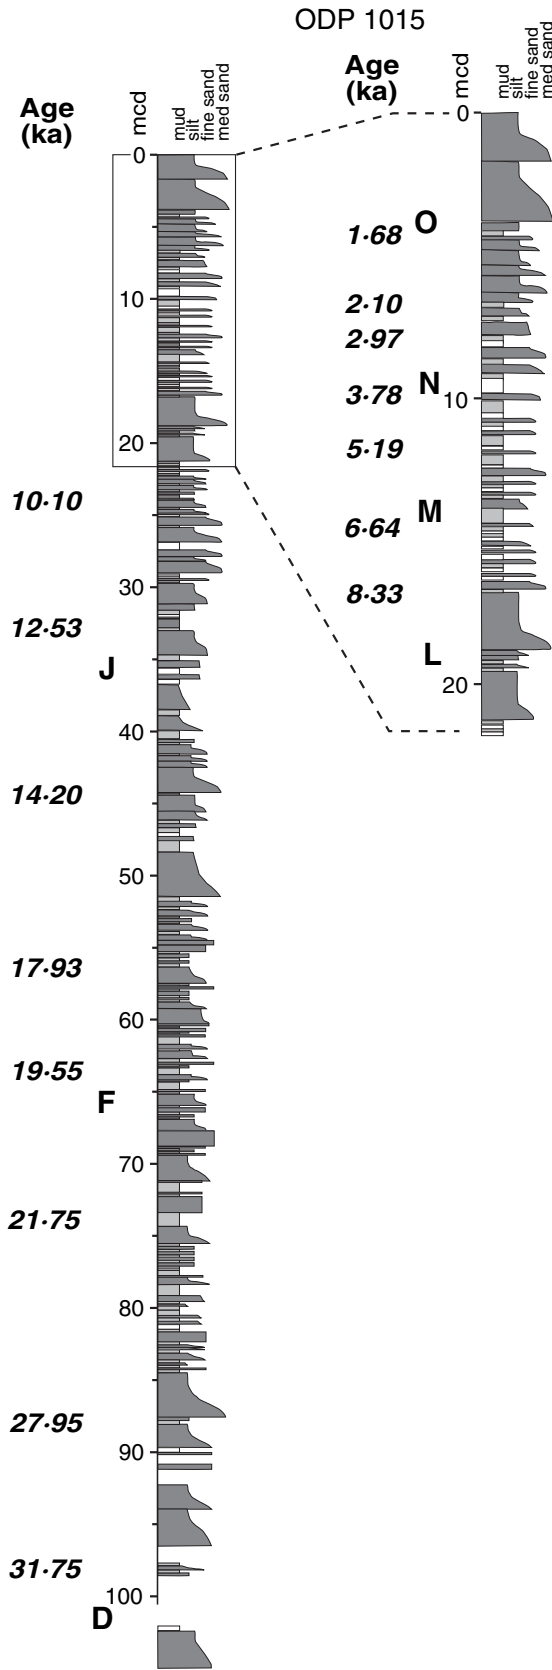 ODP 1015
Age
(ka)
mcd
mud
silt
fine sand
med sand
0
10
20
10·10
30
12·53
J
40
14·20
50
17·93
60
19·55
F
70
21·75
80
27·95
90
31·75
100
D
Age
(ka)
mcd
mud
silt
fine sand
med sand
0
1·68
O
2·10
2·97
3·78
N
10
5·19
6·64
M
8·33
L
20